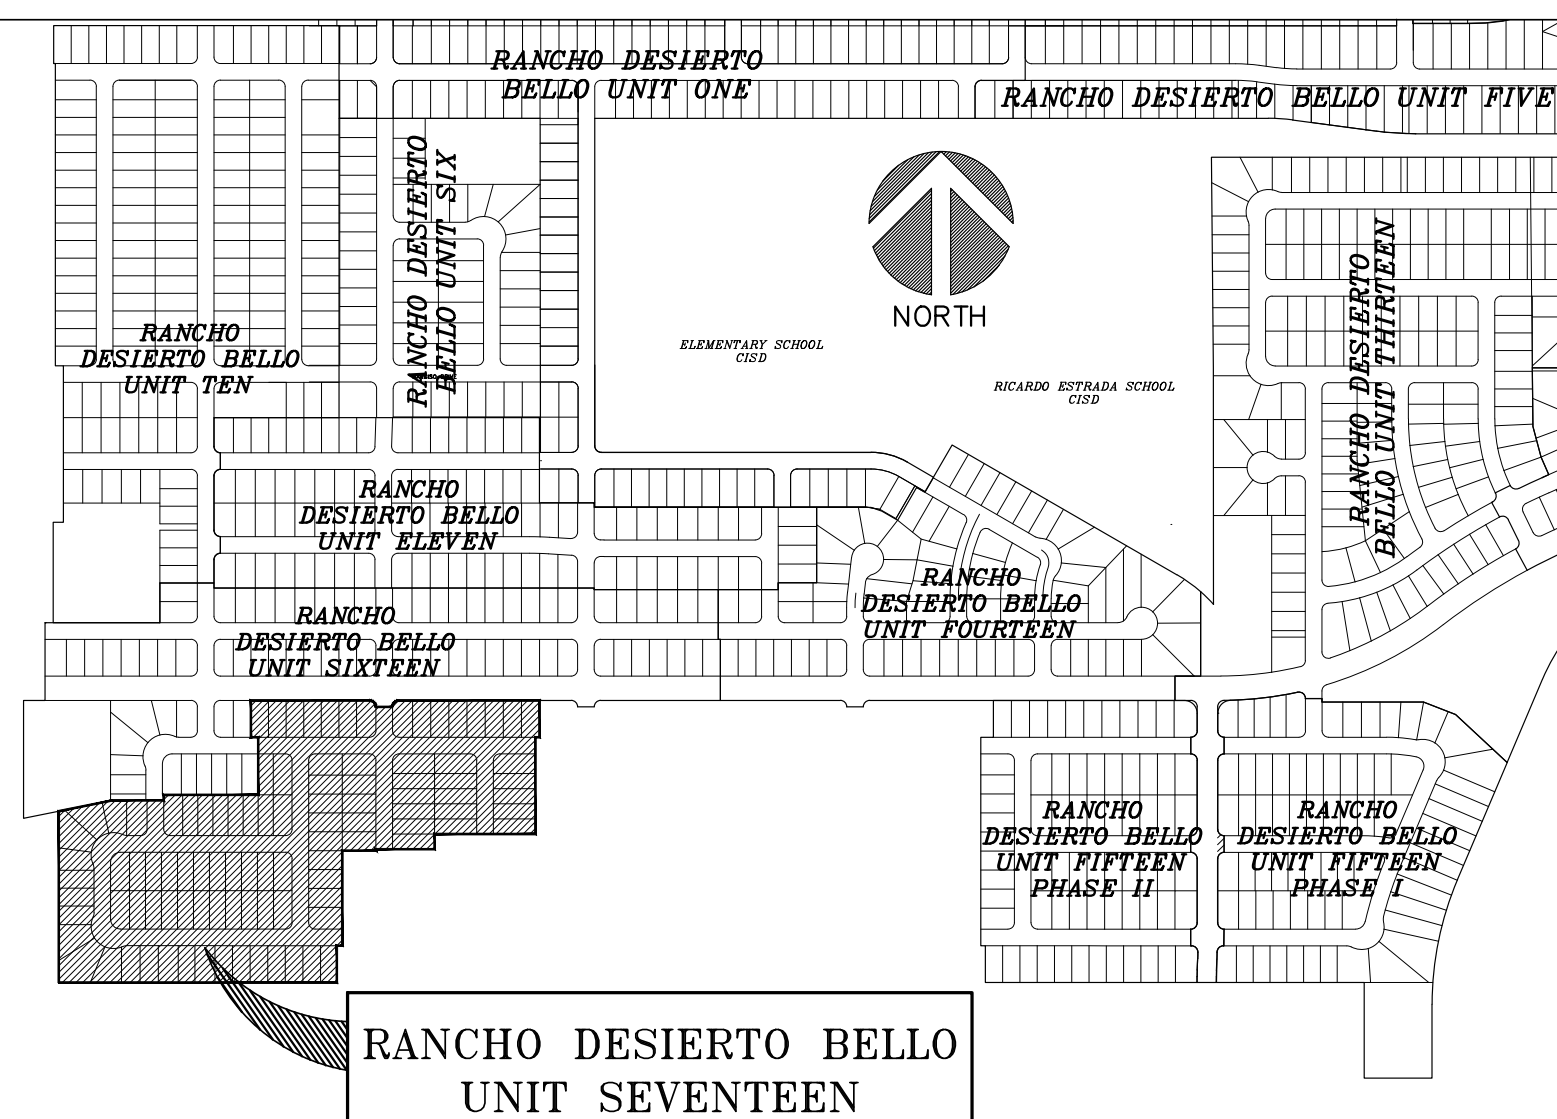 RANCHO DESIERTO
BELLO UNIT ONE
RANCHO DESIERTO BELLO UNIT FIVE
RANCHO DESIERTO
BELLO UNIT SIX
NORTH
RANCHO DESIERTO
BELLO UNIT THIRTEEN
RANCHO
DESIERTO BELLO
UNIT TEN
ELEMENTARY SCHOOL
CISD
RICARDO ESTRADA SCHOOL
CISD
RANCHO
DESIERTO BELLO
UNIT ELEVEN
RANCHO
DESIERTO BELLO
UNIT FOURTEEN
RANCHO
DESIERTO BELLO
UNIT SIXTEEN
RANCHO
DESIERTO BELLO
UNIT FIFTEEN
PHASE II
RANCHO
DESIERTO BELLO
UNIT FIFTEEN
PHASE I
RANCHO DESIERTO BELLO
UNIT SEVENTEEN